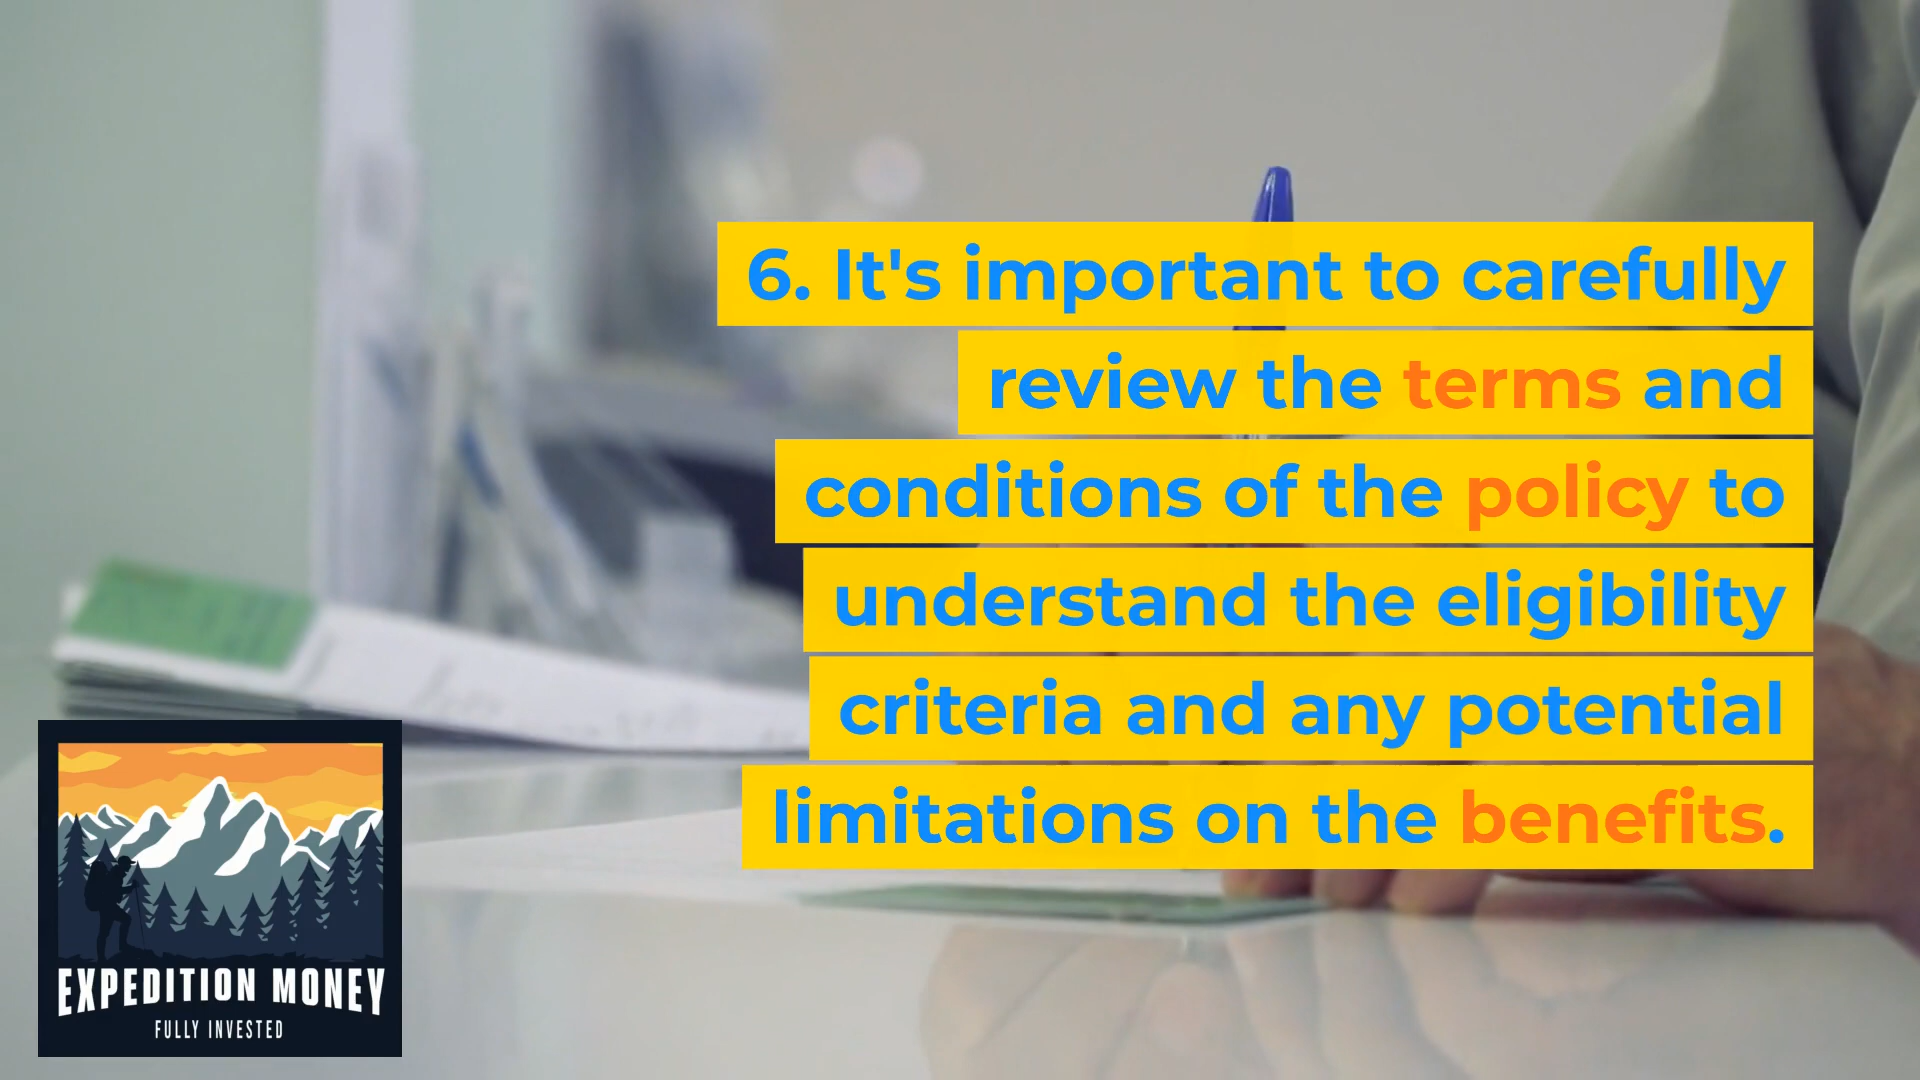 6. It's important to carefully
review the terms and
conditions of the policy to
understand the eligibility
criteria and any potential
limitations on the benefits.
EXPEDITION MONEY
FULLY INVESTED